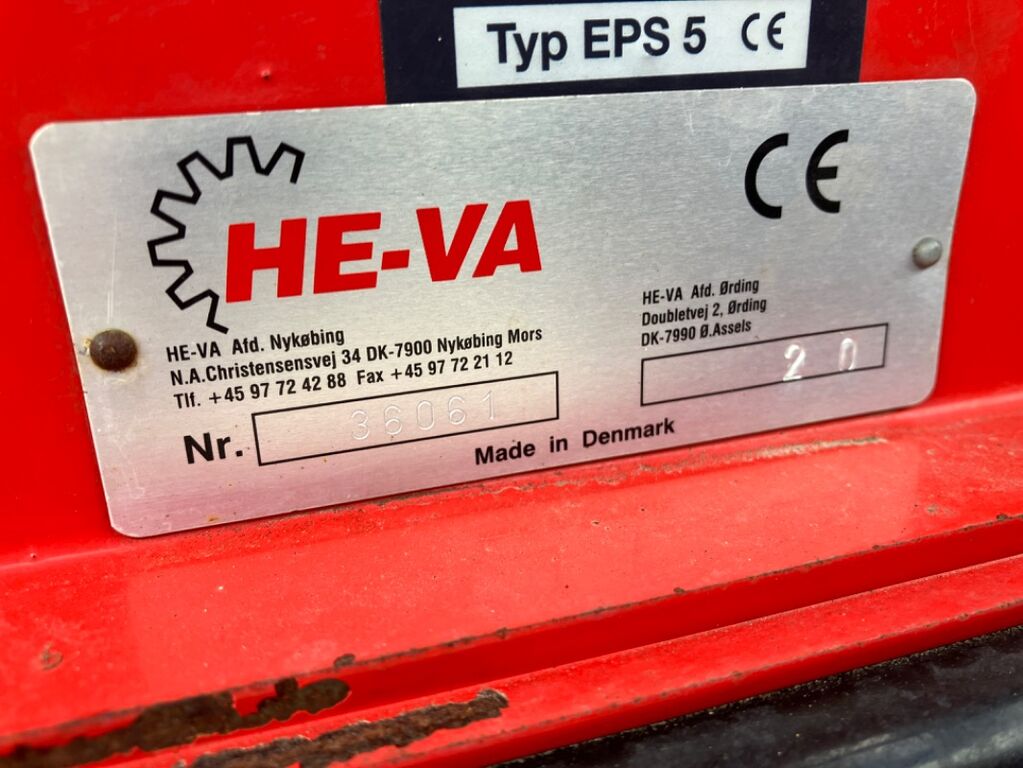 Typ EPS 5 CE
HE-VA
CE
HE-VA Afd. Nykøbing
N.A.Christensensvej 34 DK-7900 Nykøbing Mors
Tlf. +45 97 72 42 88 Fax +45 97 72 21 12
Nr. 36061
HE-VA Afd. Ørding
Doubletvej 2, Ørding
DK-7990 Ø.Assels
20
Made in Denmark